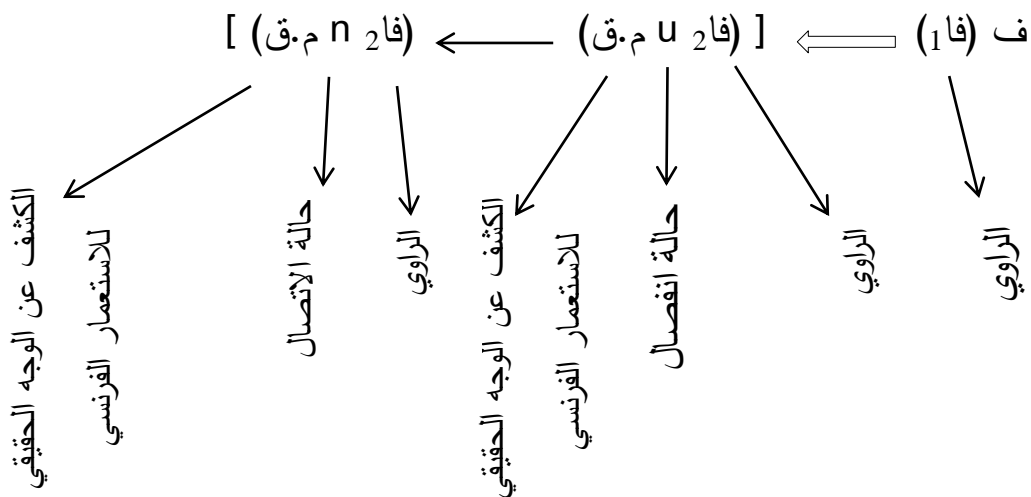 ف (فا1) [ (فا2 u م.ق) (فا2 n م.ق) ]
الراوي
الراوي
حالة انفصال
الكشف عن الوجه الحقيقي
للاستعمار الفرنسي
الراوي
حالة الاتصال
الكشف عن الوجه الحقيقي
للاستعمار الفرنسي